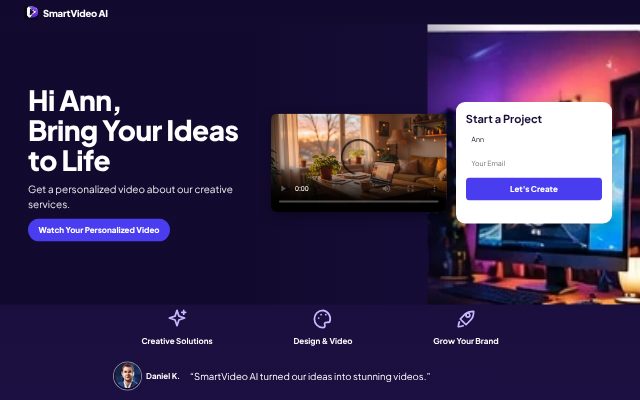 SmartVideo AI
Hi Ann,
Bring Your Ideas
to Life
Get a personalized video about our creative
services.
Watch Your Personalized Video
0:00
Start a Project
Ann
Your Email
Let's Create
Creative Solutions
Design & Video
Grow Your Brand
Daniel K.
“SmartVideo AI turned our ideas into stunning videos.”